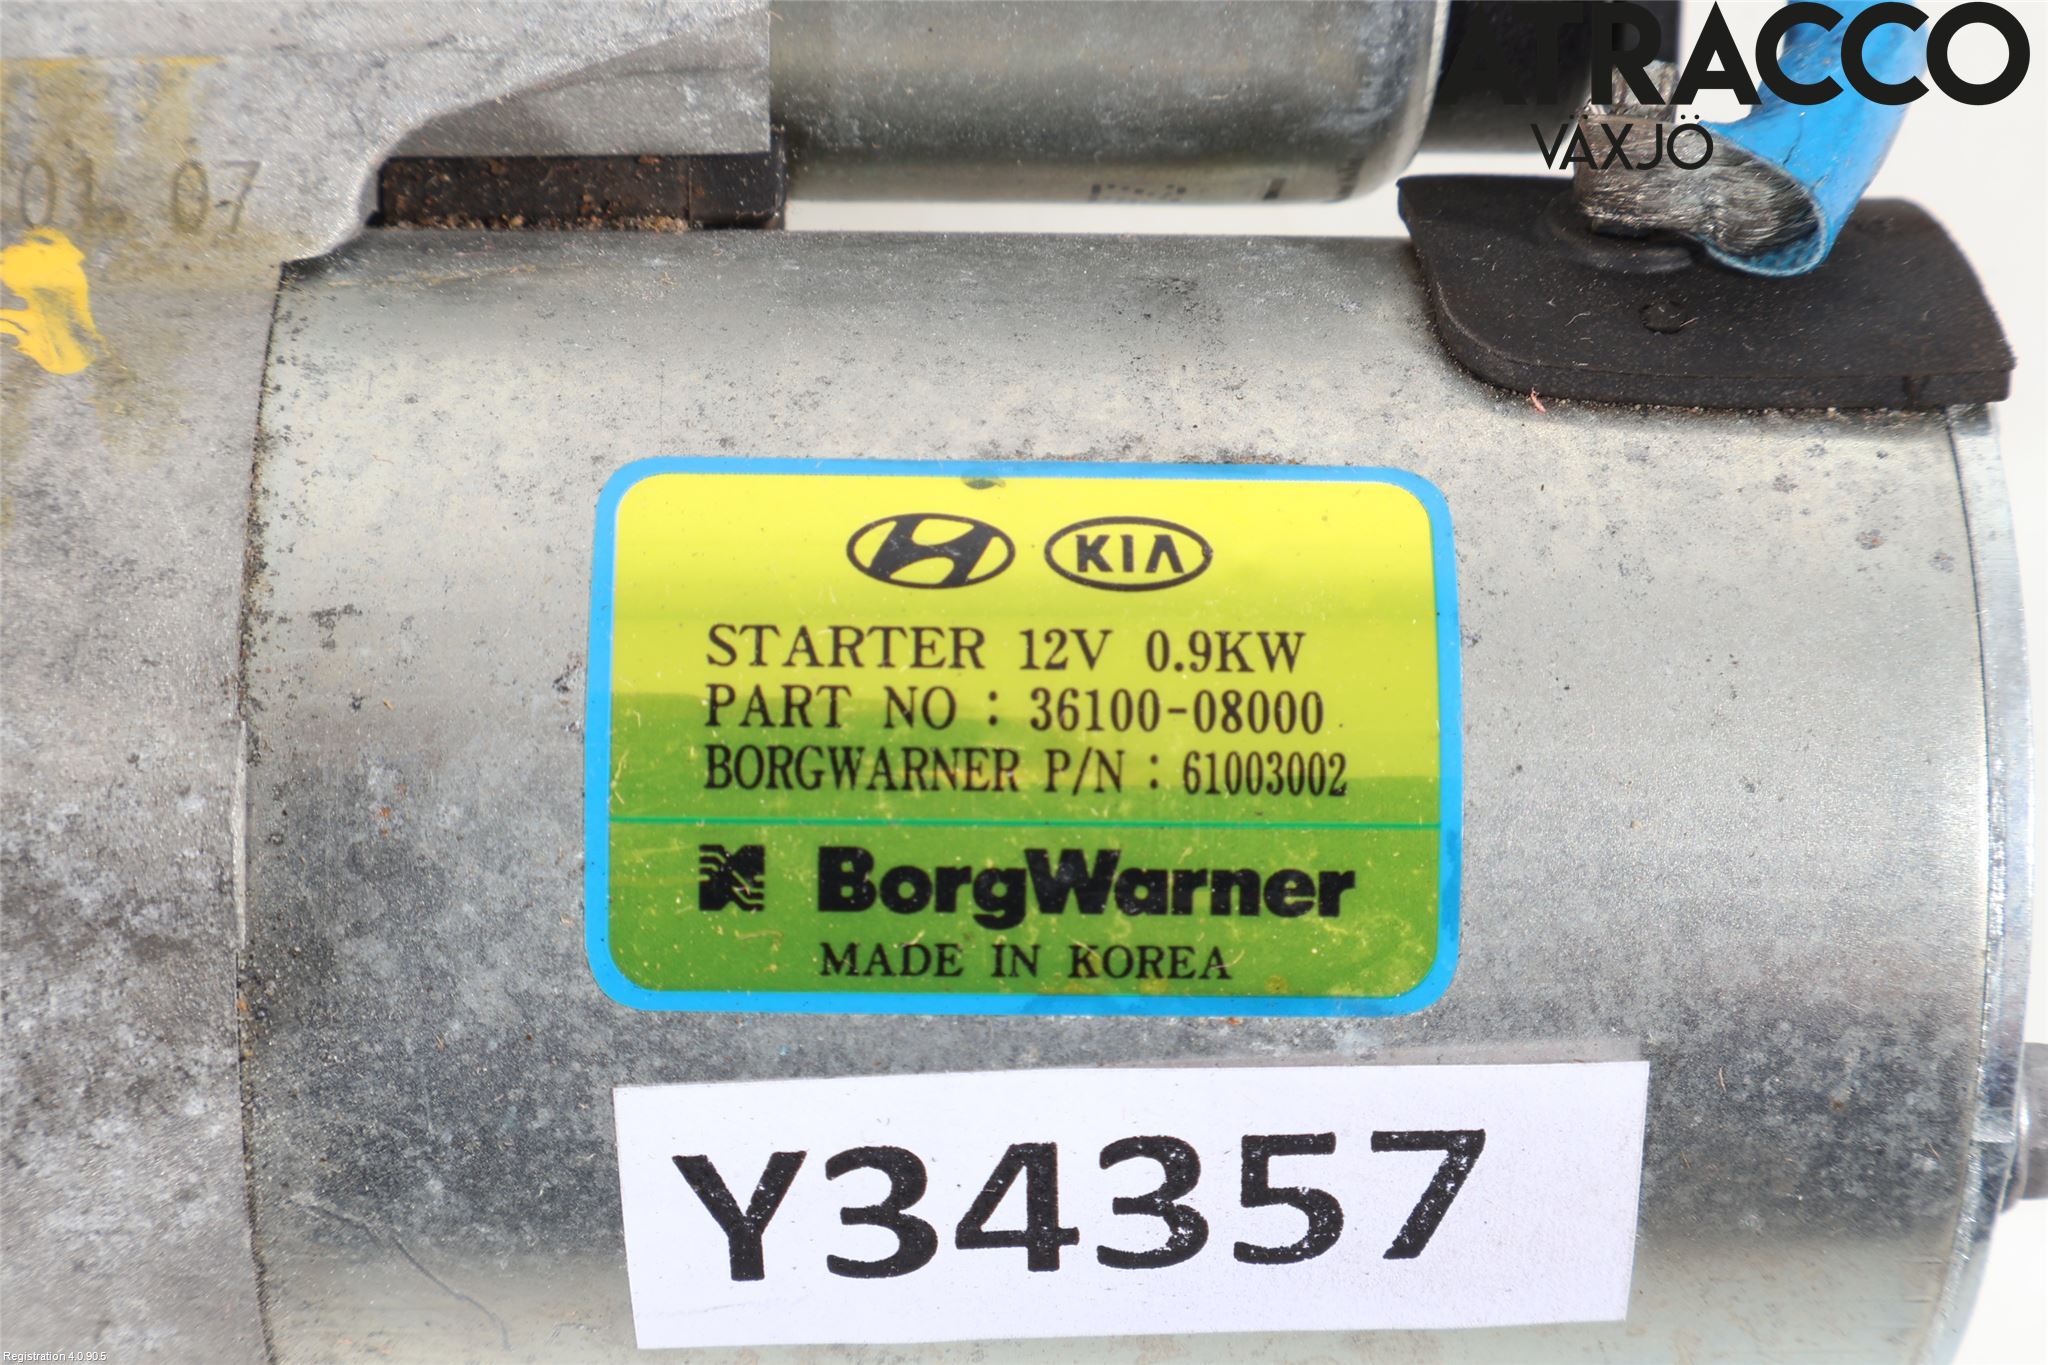 ATRACCO
VÄXJÖ
01 07
KIA
STARTER 12V 0.9KW
PART NO : 36100-08000
BORGWARNER P/N : 61003002
BorgWarner
MADE IN KOREA
Y34357
Registration 4.0.90.5